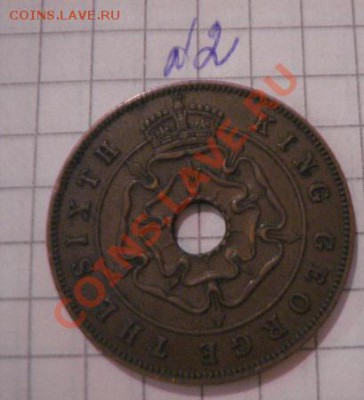 COINS.LAVE.RU
№2
KING GEORGE THE SIXTH
COINS.LAVE.RU